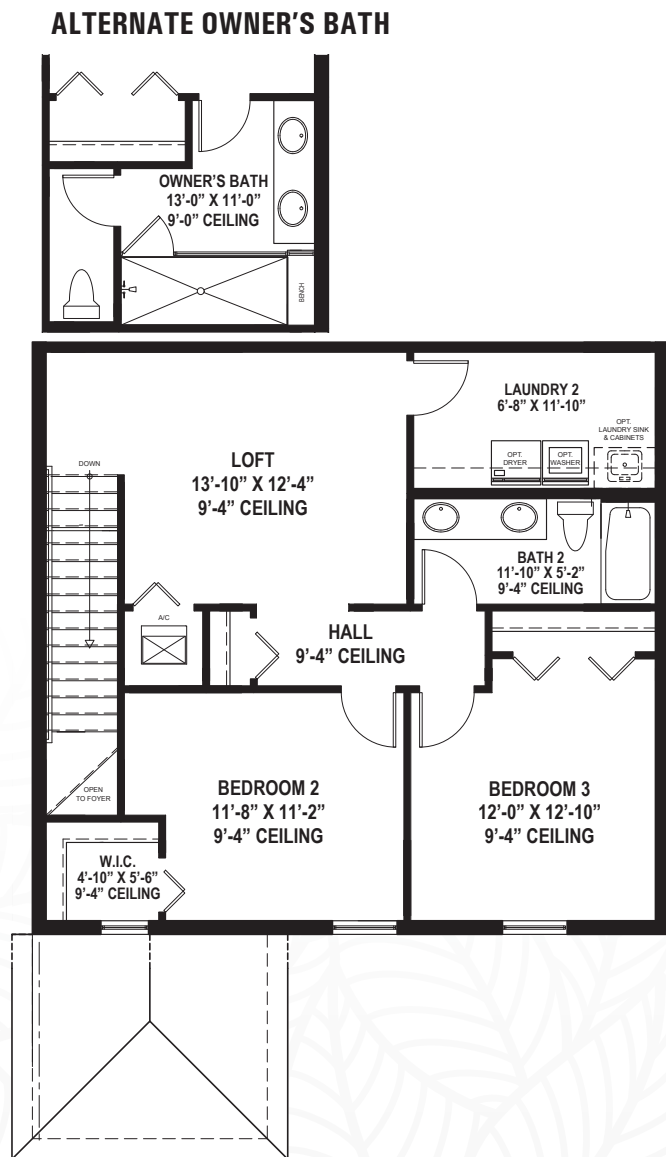 ALTERNATE OWNER’S BATH
OWNER’S BATH
13’-0” X 11’-0”
9’-0” CEILING
BENCH
LAUNDRY 2
6’-8” X 11’-10”
OPT.
LAUNDRY SINK
& CABINETS
OPT.
DRYER
OPT.
WASHER
DOWN
LOFT
13’-10” X 12’-4”
9’-4” CEILING
BATH 2
11’-10” X 5’-2”
9’-4” CEILING
A/C
HALL
9’-4” CEILING
OPEN
TO FOYER
BEDROOM 2
11’-8” X 11’-2”
9’-4” CEILING
BEDROOM 3
12’-0” X 12’-10”
9’-4” CEILING
W.I.C.
4’-10” X 5’-6”
9’-4” CEILING